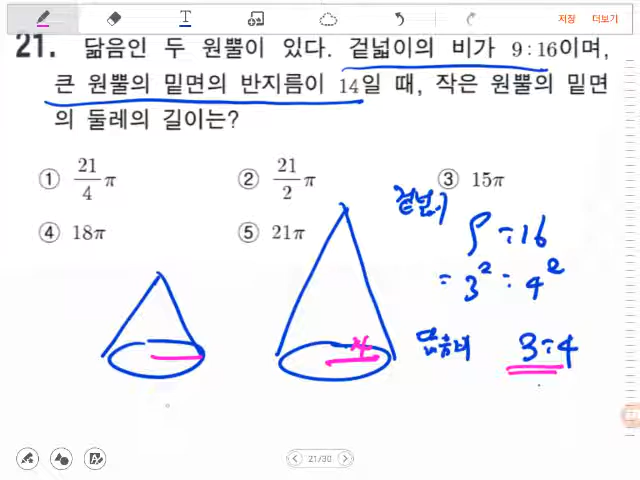 저장 더보기
21. 닮음인 두 원뿔이 있다. 겉넓이의 비가 9 : 16이며,
큰 원뿔의 밑면의 반지름이 14일 때, 작은 원뿔의 밑면
의 둘레의 길이는?
① 21/4 π ② 21/2 π ③ 15π
④ 18π ⑤ 21π
겉넓이
9 : 16
= 3² : 4²
닮음비 3 : 4
21/30